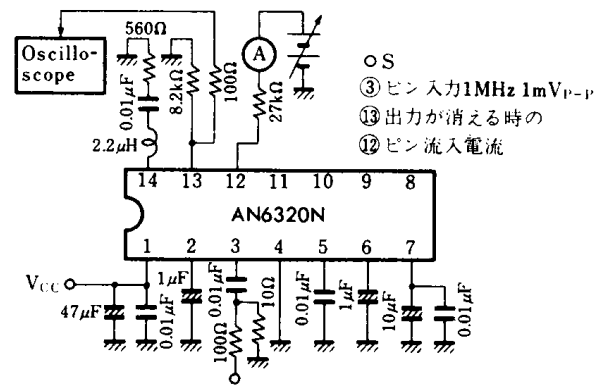 560Ω
Oscillo-
scope
0.01μF
8.2kΩ
100Ω
A
27kΩ
2.2μH
○ S
③ピン入力1MHz 1mVP-P
⑬出力が消える時の
⑫ピン流入電流
14 13 12 11 10 9 8
AN6320N
1 2 3 4 5 6 7
VCC
47μF
0.01μF
1μF
0.01μF
100Ω
10Ω
0.01μF
1μF
10μF
0.01μF